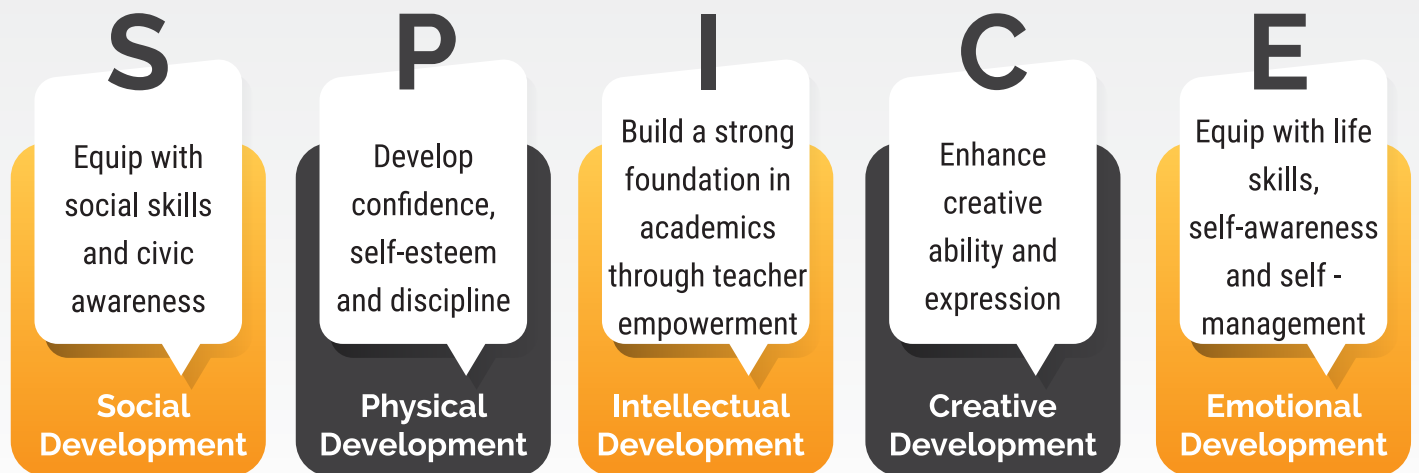 S
Equip with
social skills
and civic
awareness
Social
Development
P
Develop
confidence,
self-esteem
and discipline
Physical
Development
I
Build a strong
foundation in
academics
through teacher
empowerment
Intellectual
Development
C
Enhance
creative
ability and
expression
Creative
Development
E
Equip with life
skills,
self-awareness
and self -
management
Emotional
Development